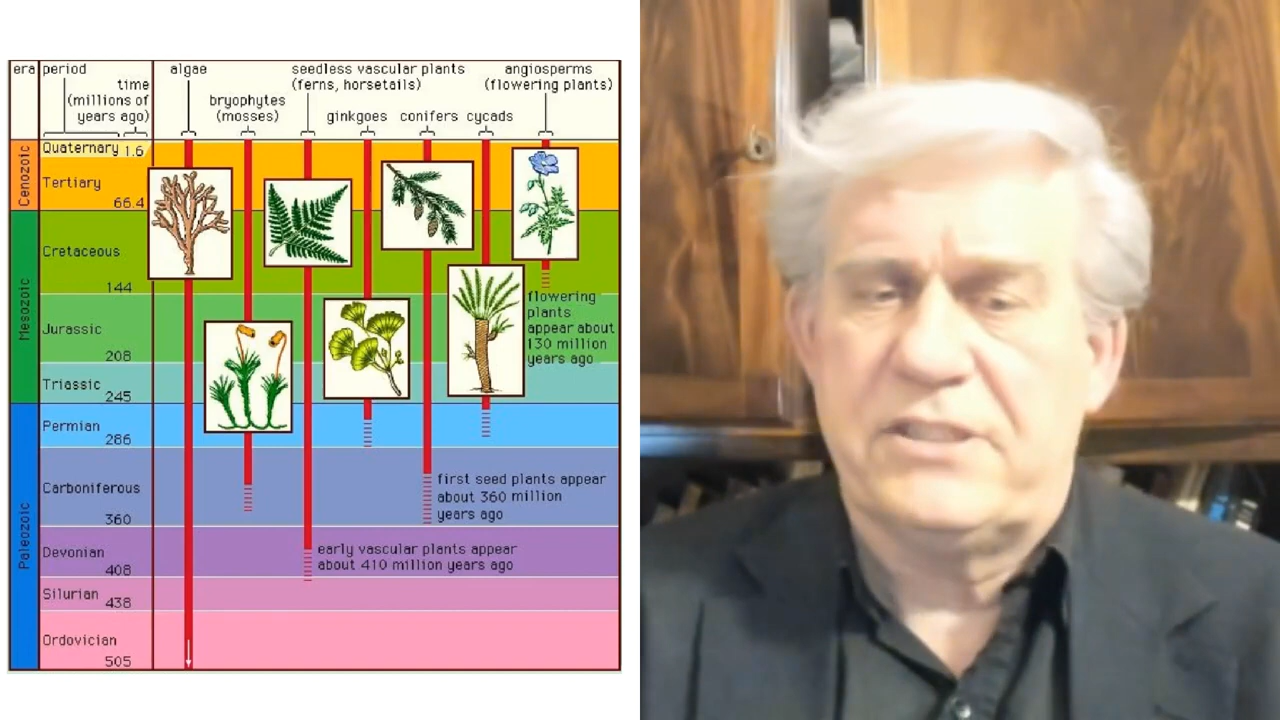 era
period
time
(millions of
years ago)
algae
bryophytes
(mosses)
seedless vascular plants
(ferns, horsetails)
ginkgoes
conifers
cycads
angiosperms
(flowering plants)
Cenozoic
Quaternary 1.6
Tertiary
66.4
Mesozoic
Cretaceous
144
Jurassic
208
Triassic
245
Paleozoic
Permian
286
Carboniferous
360
Devonian
408
Silurian
438
Ordovician
505
flowering
plants
appear about
130 million
years ago
first seed plants appear
about 360 million
years ago
early vascular plants appear
about 410 million years ago